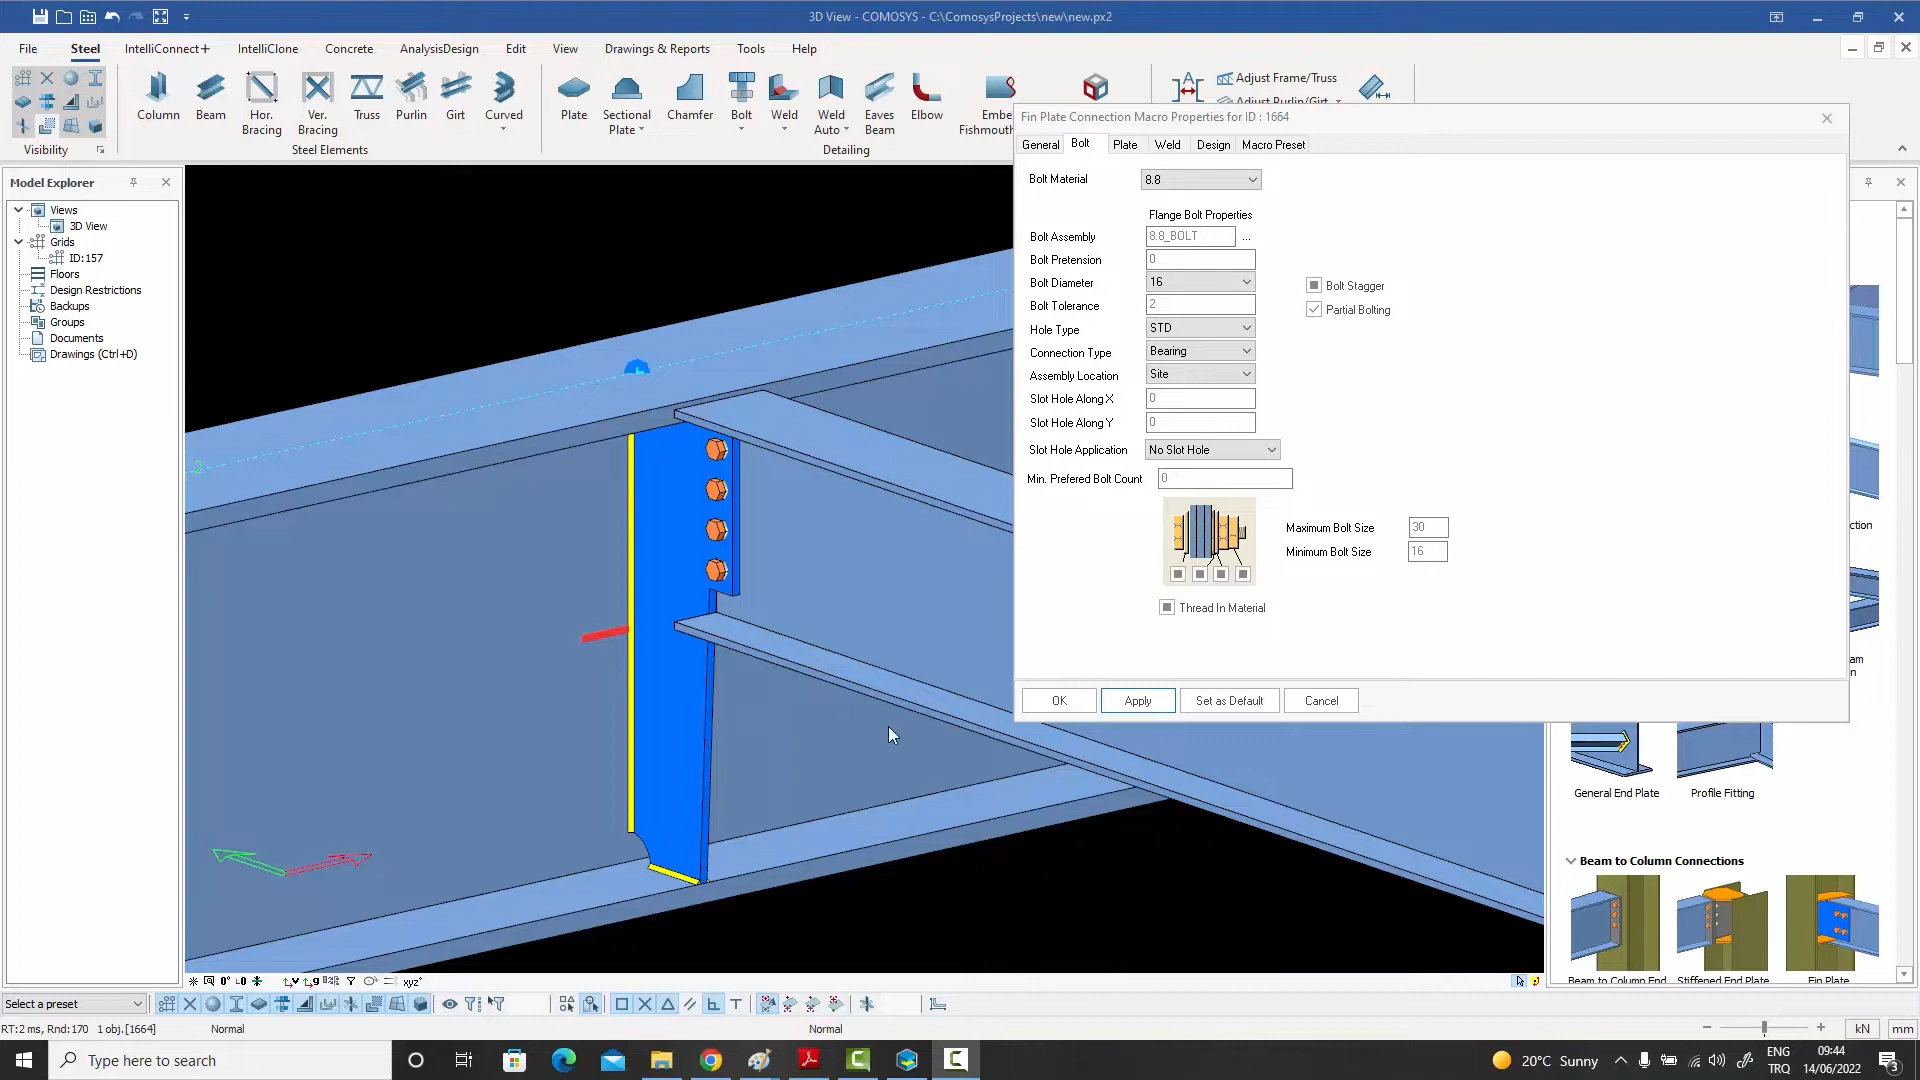 3D View - COMOSYS - C:\ComosysProjects\new\new.px2
File Steel IntelliConnect+ IntelliClone Concrete AnalysisDesign Edit View Drawings & Reports Tools Help
Visibility
Column Beam Hor. Bracing Ver. Bracing Truss Purlin Girt Curved
Steel Elements
Plate Sectional Plate Chamfer Bolt Weld Weld Auto Eaves Beam Elbow
Detailing
Adjust Frame/Truss
Model Explorer
Views
3D View
Grids
ID:157
Floors
Design Restrictions
Backups
Groups
Documents
Drawings (Ctrl+D)
Fin Plate Connection Macro Properties for ID : 1664
General Bolt Plate Weld Design Macro Preset
Bolt Material 8.8
Flange Bolt Properties
Bolt Assembly 8.8_BOLT ...
Bolt Pretension 0
Bolt Diameter 16
Bolt Stagger
Bolt Tolerance 2
Partial Bolting
Hole Type STD
Connection Type Bearing
Assembly Location Site
Slot Hole Along X 0
Slot Hole Along Y 0
Slot Hole Application No Slot Hole
Min. Prefered Bolt Count 0
Maximum Bolt Size 30
Minimum Bolt Size 16
Thread In Material
OK Apply Set as Default Cancel
General End Plate Profile Fitting
Beam to Column Connections
Beam to Column End Stiffened End Plate Fin Plate
Select a preset
RT:2 ms, Rnd:170 1 obj.[1664] Normal Normal kN mm
Type here to search
20°C Sunny ENG TRQ 09:44 14/06/2022 3